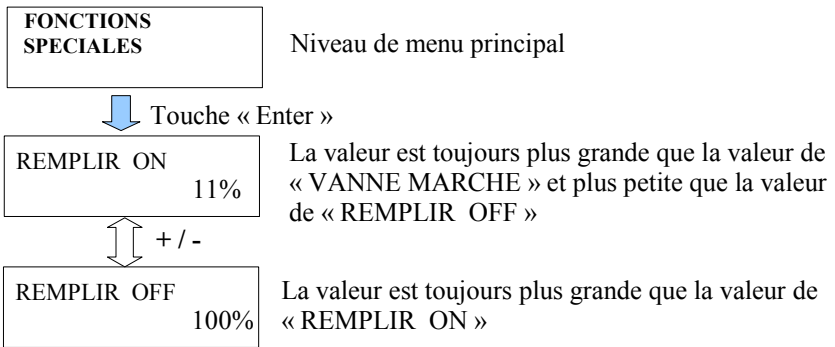 FONCTIONS
SPECIALES
Niveau de menu principal
Touche « Enter »
REMPLIR ON
11%
La valeur est toujours plus grande que la valeur de
« VANNE MARCHE » et plus petite que la valeur
de « REMPLIR OFF »
+ / -
REMPLIR OFF
100%
La valeur est toujours plus grande que la valeur de
« REMPLIR ON »